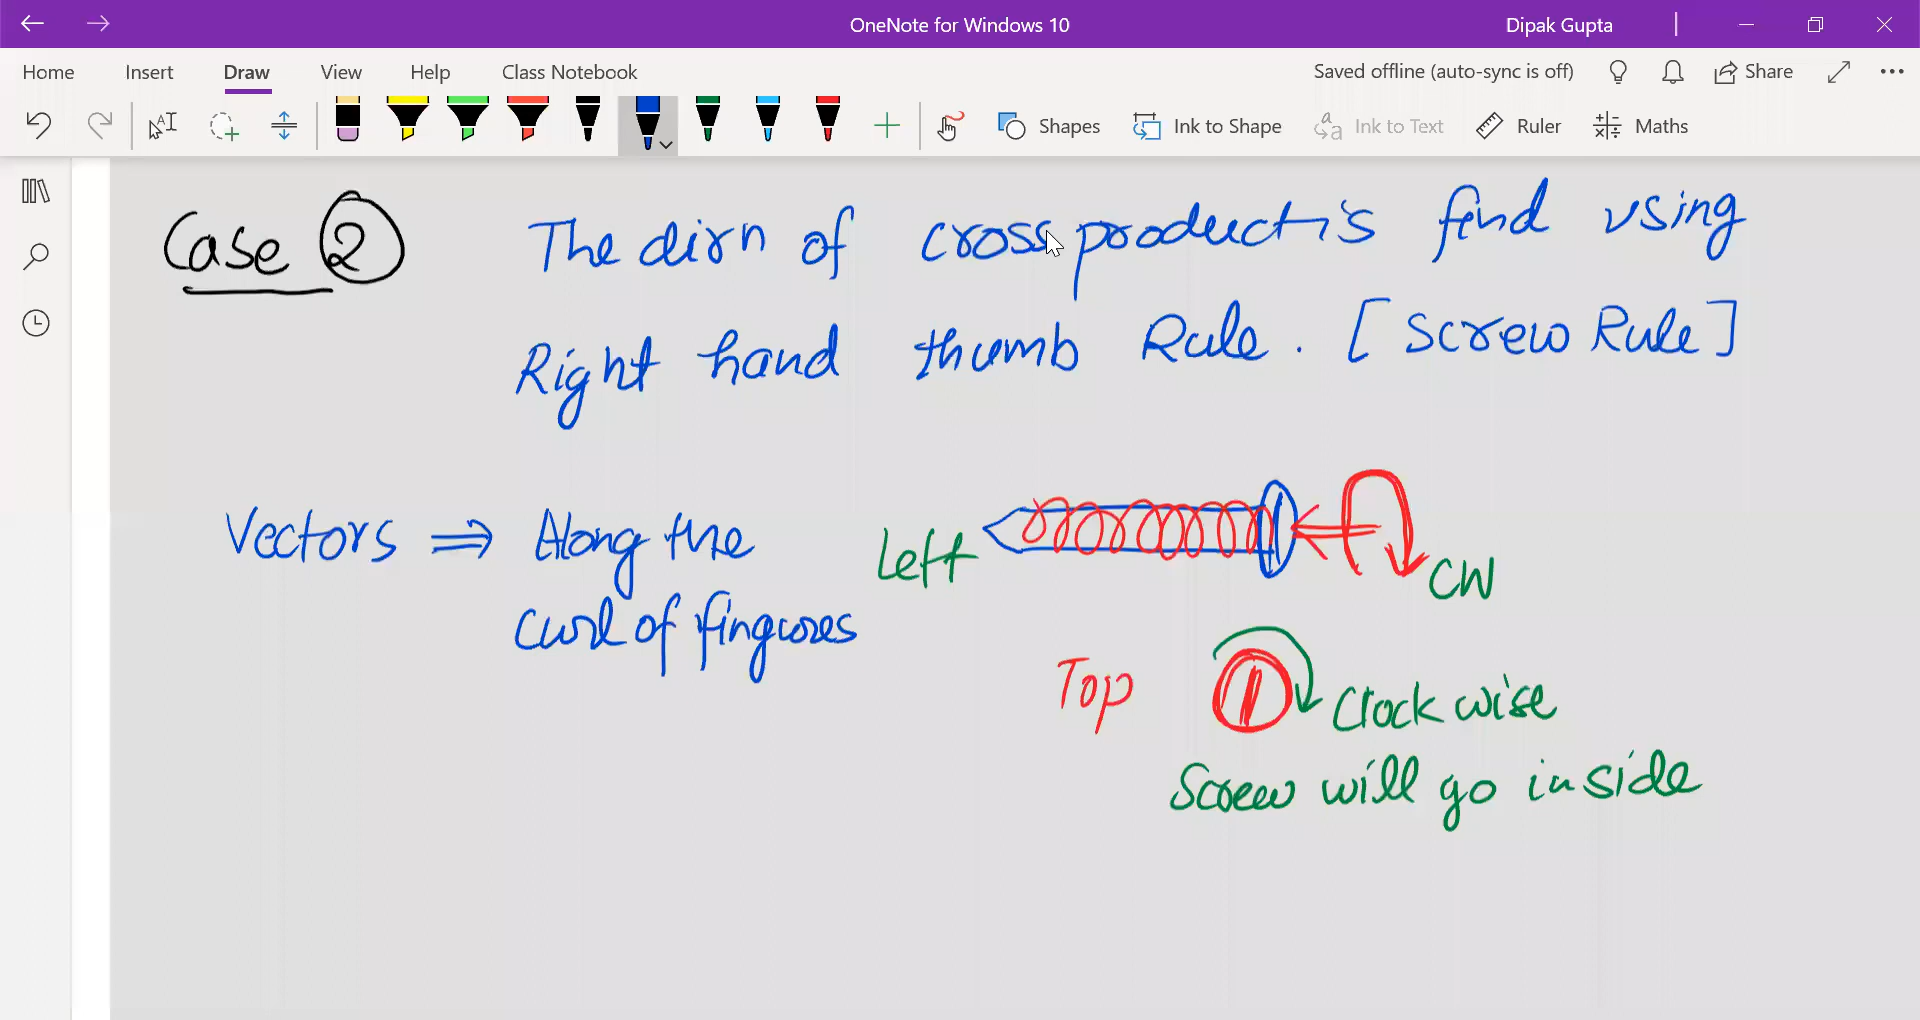 OneNote for Windows 10
Dipak Gupta
Home Insert Draw View Help Class Notebook
Saved offline (auto-sync is off) Share
Shapes Ink to Shape Ink to Text Ruler Maths
Case 2 The dirn of cross product is find using
Right hand thumb Rule. [Screw Rule]
Vectors ⇒ Along the
curl of fingures
Left
CW
Top
Clock wise
Screw will go inside